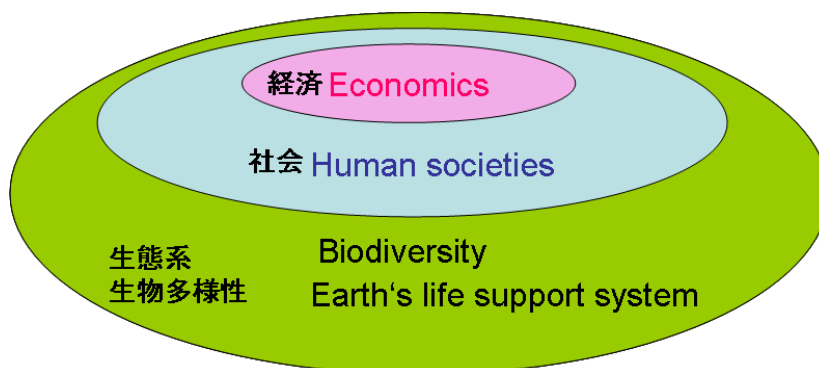 経済 Economics
社会 Human societies
生態系 Biodiversity
生物多様性 Earth‘s life support system